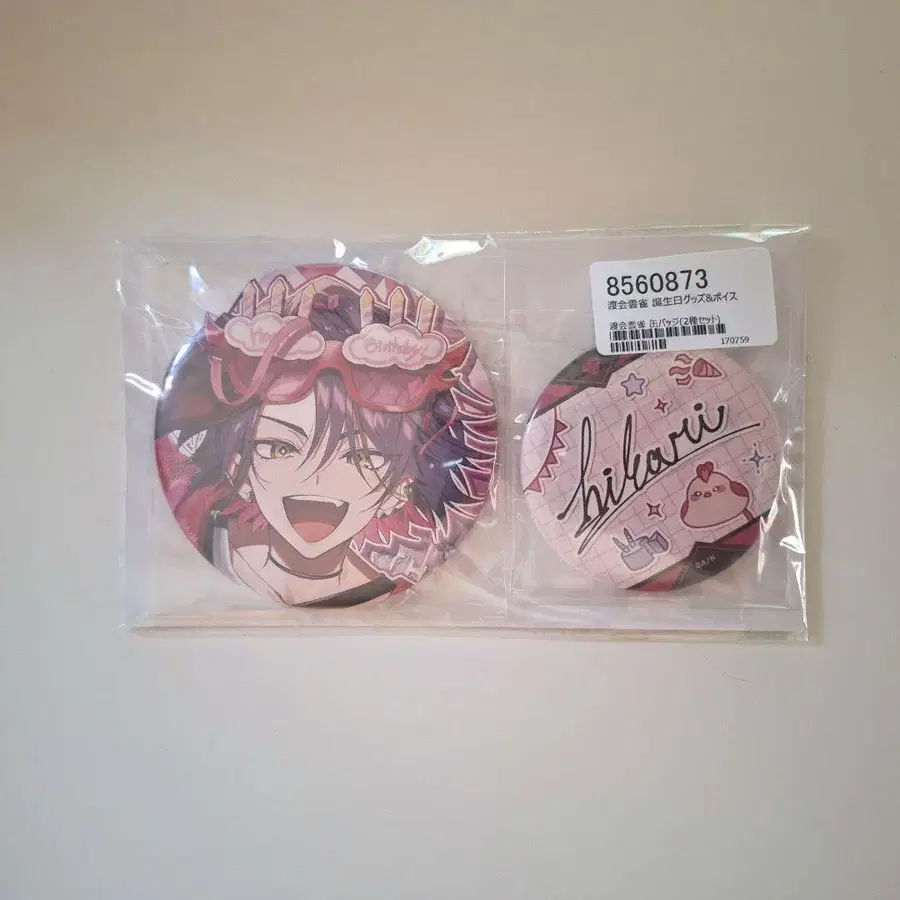 Birthday!
8560873
渡会雲雀 誕生日グッズ&ボイス
渡会雲雀 缶バッジ(2種セット)
170759
hikari
©A/N